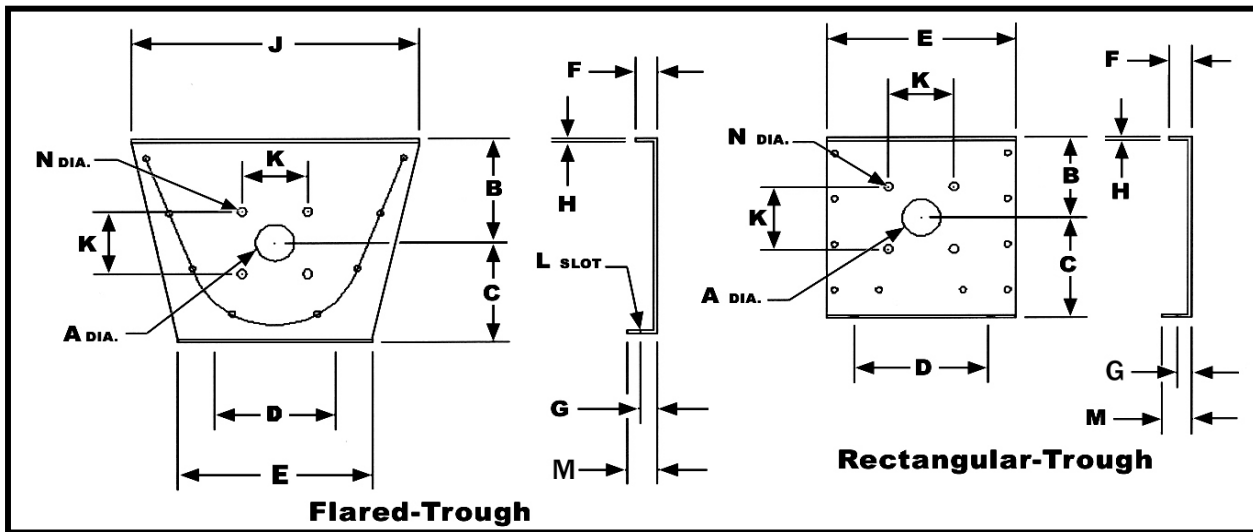 J
F
N DIA.
K
B
H
K
L SLOT
C
A DIA.
G
D
M
E
Flared-Trough
E
F
K
N DIA.
B
H
K
C
A DIA.
D
G
M
Rectangular-Trough